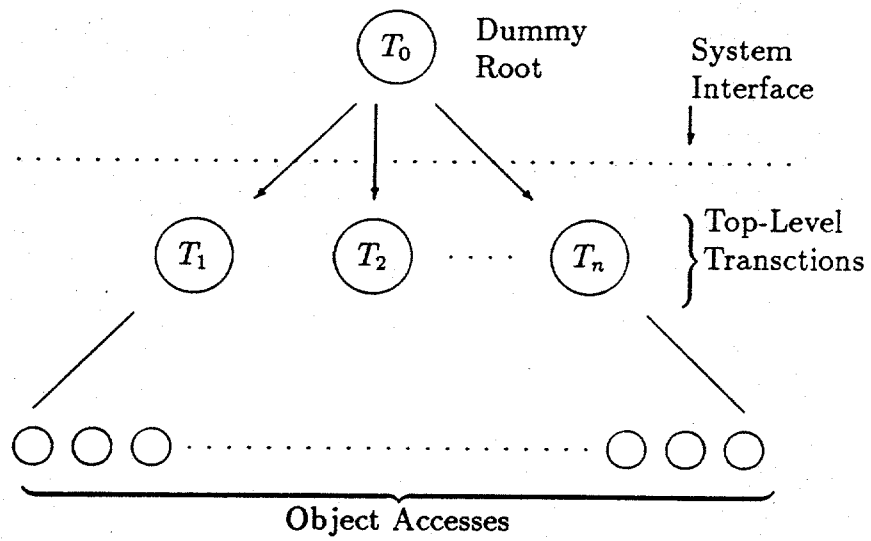 T₀
Dummy
Root
System
Interface
T₁
T₂
Tₙ
Top-Level
Transctions
Object Accesses